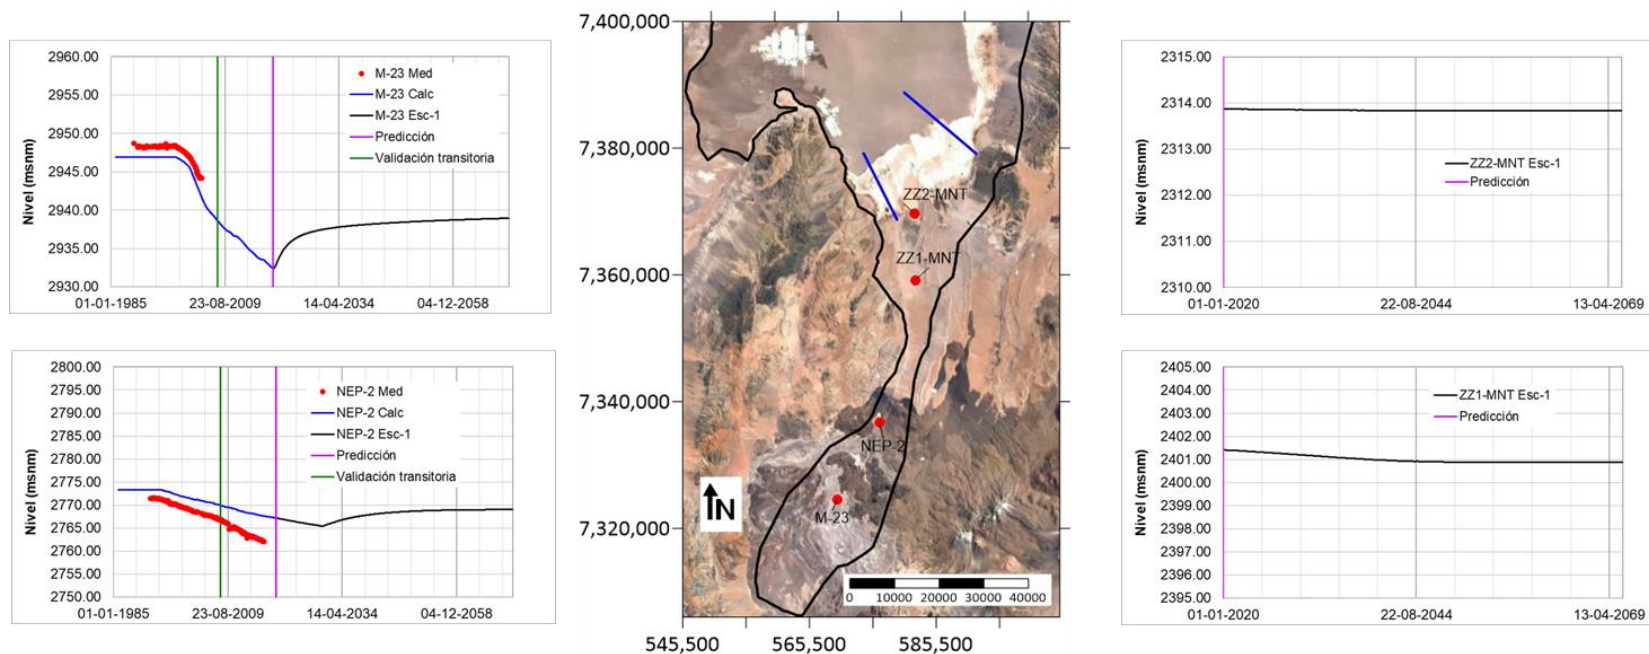 2960.00
2955.00
2950.00
2945.00
2940.00
2935.00
2930.00
Nivel (msnm)
01-01-1985
23-08-2009
14-04-2034
04-12-2058
M-23 Med
M-23 Calc
M-23 Esc-1
Predicción
Validación transitoria
2800.00
2795.00
2790.00
2785.00
2780.00
2775.00
2770.00
2765.00
2760.00
2755.00
2750.00
Nivel (msnm)
01-01-1985
23-08-2009
14-04-2034
04-12-2058
NEP-2 Med
NEP-2 Calc
NEP-2 Esc-1
Predicción
Validación transitoria
7,400,000
7,380,000
7,360,000
7,340,000
7,320,000
545,500
565,500
585,500
ZZ2-MNT
ZZ1-MNT
NEP-2
M-23
N
0
10000
20000
30000
40000
2315.00
2314.00
2313.00
2312.00
2311.00
2310.00
Nivel (msnm)
01-01-2020
22-08-2044
13-04-2069
ZZ2-MNT Esc-1
Predicción
2405.00
2404.00
2403.00
2402.00
2401.00
2400.00
2399.00
2398.00
2397.00
2396.00
2395.00
Nivel (msnm)
01-01-2020
22-08-2044
13-04-2069
ZZ1-MNT Esc-1
Predicción